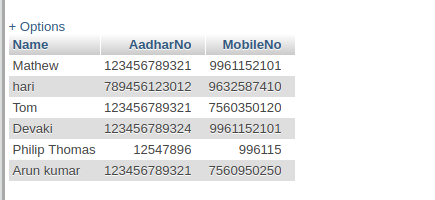 + Options
Name AadharNo MobileNo
Mathew 123456789321 9961152101
hari 789456123012 9632587410
Tom 123456789321 7560350120
Devaki 123456789324 9961152101
Philip Thomas 12547896 996115
Arun kumar 123456789321 7560950250